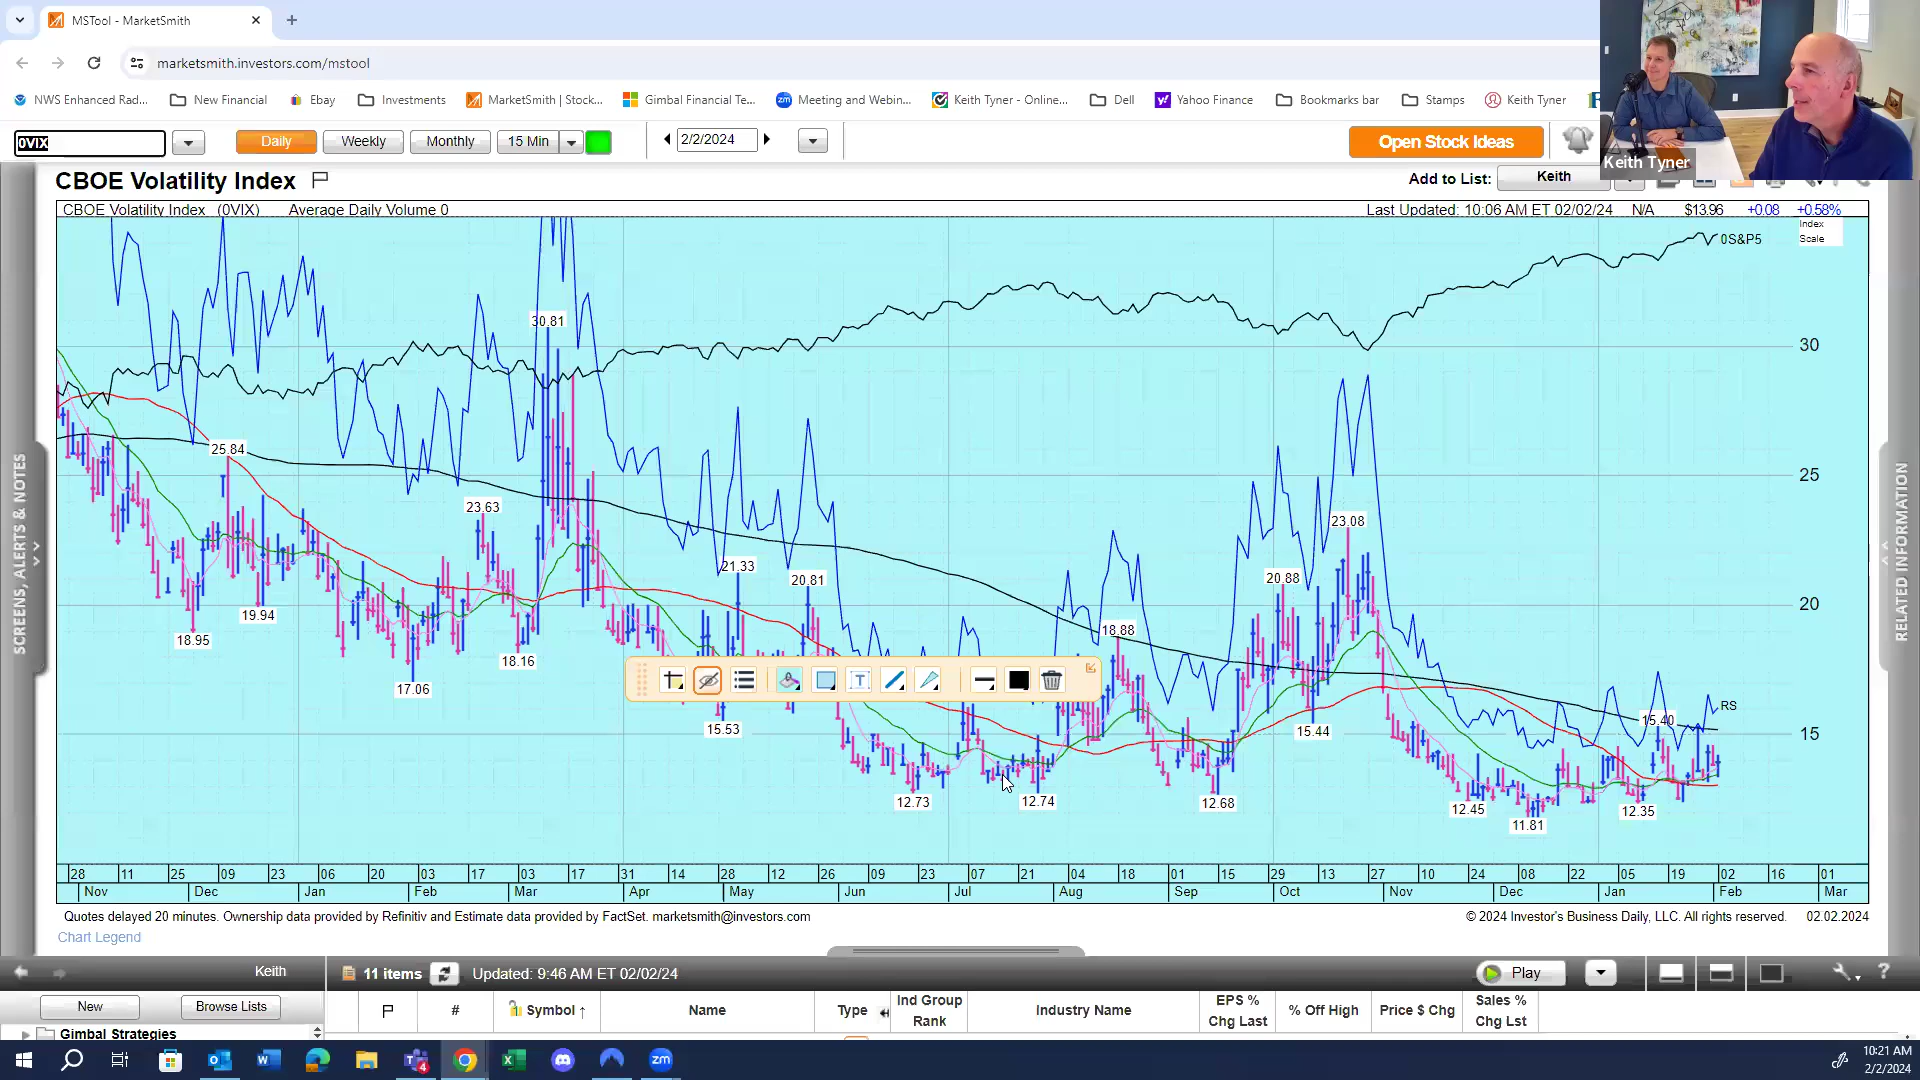 MSTool - MarketSmith
marketsmith.investors.com/mstool
NWS Enhanced Rad... New Financial Ebay Investments MarketSmith | Stock... Gimbal Financial Te... Meeting and Webin... Keith Tyner - Online... Dell Yahoo Finance Bookmarks bar Stamps Keith Tyner
0VIX Daily Weekly Monthly 15 Min 2/2/2024 Open Stock Ideas
Keith Tyner
CBOE Volatility Index Add to List: Keith
CBOE Volatility Index (0VIX) Average Daily Volume 0 Last Updated: 10:06 AM ET 02/02/24 N/A $13.96 +0.08 +0.58%
Index
Scale
0S&P5
30.81
30
25.84
25
23.63
23.08
21.33
20.81
20.88
20
19.94
18.95
18.88
18.16
17.06
RS
15.40
15.53
15.44
15
12.73
12.74
12.68
12.45
12.35
11.81
28 11 25 09 23 06 20 03 17 03 17 31 14 28 12 26 09 23 07 21 04 18 01 15 29 13 27 10 24 08 22 05 19 02 16 01
Nov Dec Jan Feb Mar Apr May Jun Jul Aug Sep Oct Nov Dec Jan Feb Mar
Quotes delayed 20 minutes. Ownership data provided by Refinitiv and Estimate data provided by FactSet. marketsmith@investors.com © 2024 Investor's Business Daily, LLC. All rights reserved. 02.02.2024
Chart Legend
SCREENS, ALERTS & NOTES
RELATED INFORMATION
Keith 11 items Updated: 9:46 AM ET 02/02/24 Play
New Browse Lists
# Symbol Name Type Ind Group Rank Industry Name EPS % Chg Last % Off High Price $ Chg Sales % Chg Lst
Gimbal Strategies
4
10:21 AM
2/2/2024